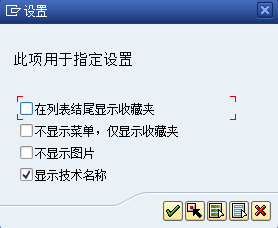 设置
此项用于指定设置
在列表结尾显示收藏夹
不显示菜单，仅显示收藏夹
不显示图片
显示技术名称